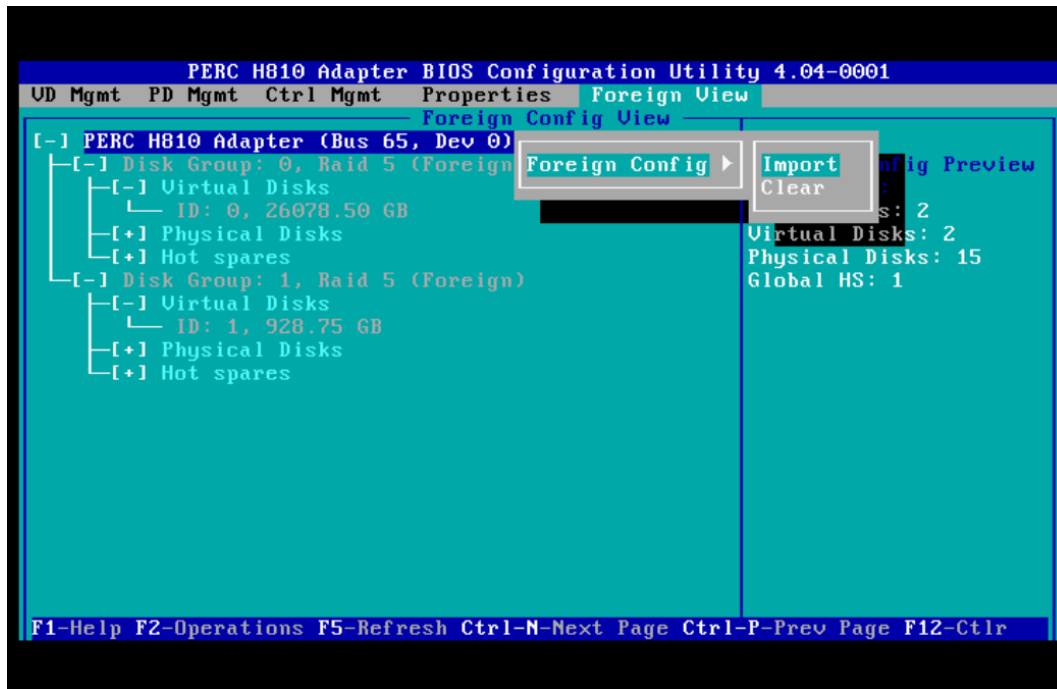 PERC H810 Adapter BIOS Configuration Utility 4.04-0001
VD Mgmt PD Mgmt Ctrl Mgmt Properties Foreign View
Foreign Config View
[-] PERC H810 Adapter (Bus 65, Dev 0)
[-] Disk Group: 0, Raid 5 (Foreign
Foreign Config
Import
Clear
ig Preview
[-] Virtual Disks
ID: 0, 26078.50 GB
s: 2
[+] Physical Disks
Virtual Disks: 2
[+] Hot spares
Physical Disks: 15
[-] Disk Group: 1, Raid 5 (Foreign)
Global HS: 1
[-] Virtual Disks
ID: 1, 928.75 GB
[+] Physical Disks
[+] Hot spares
F1-Help F2-Operations F5-Refresh Ctrl-N-Next Page Ctrl-P-Prev Page F12-Ctlr